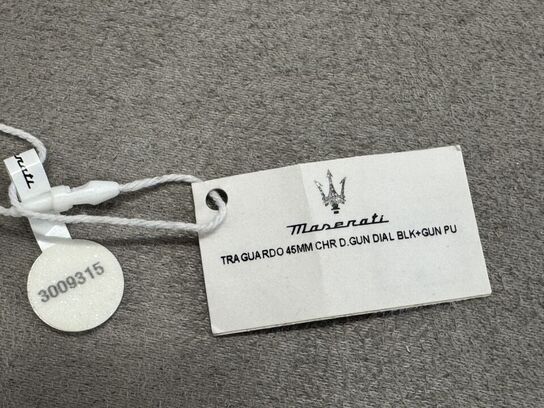 Maserati
TRAGUARDO 45MM CHR D.GUN DIAL BLK+GUN PU
3009315